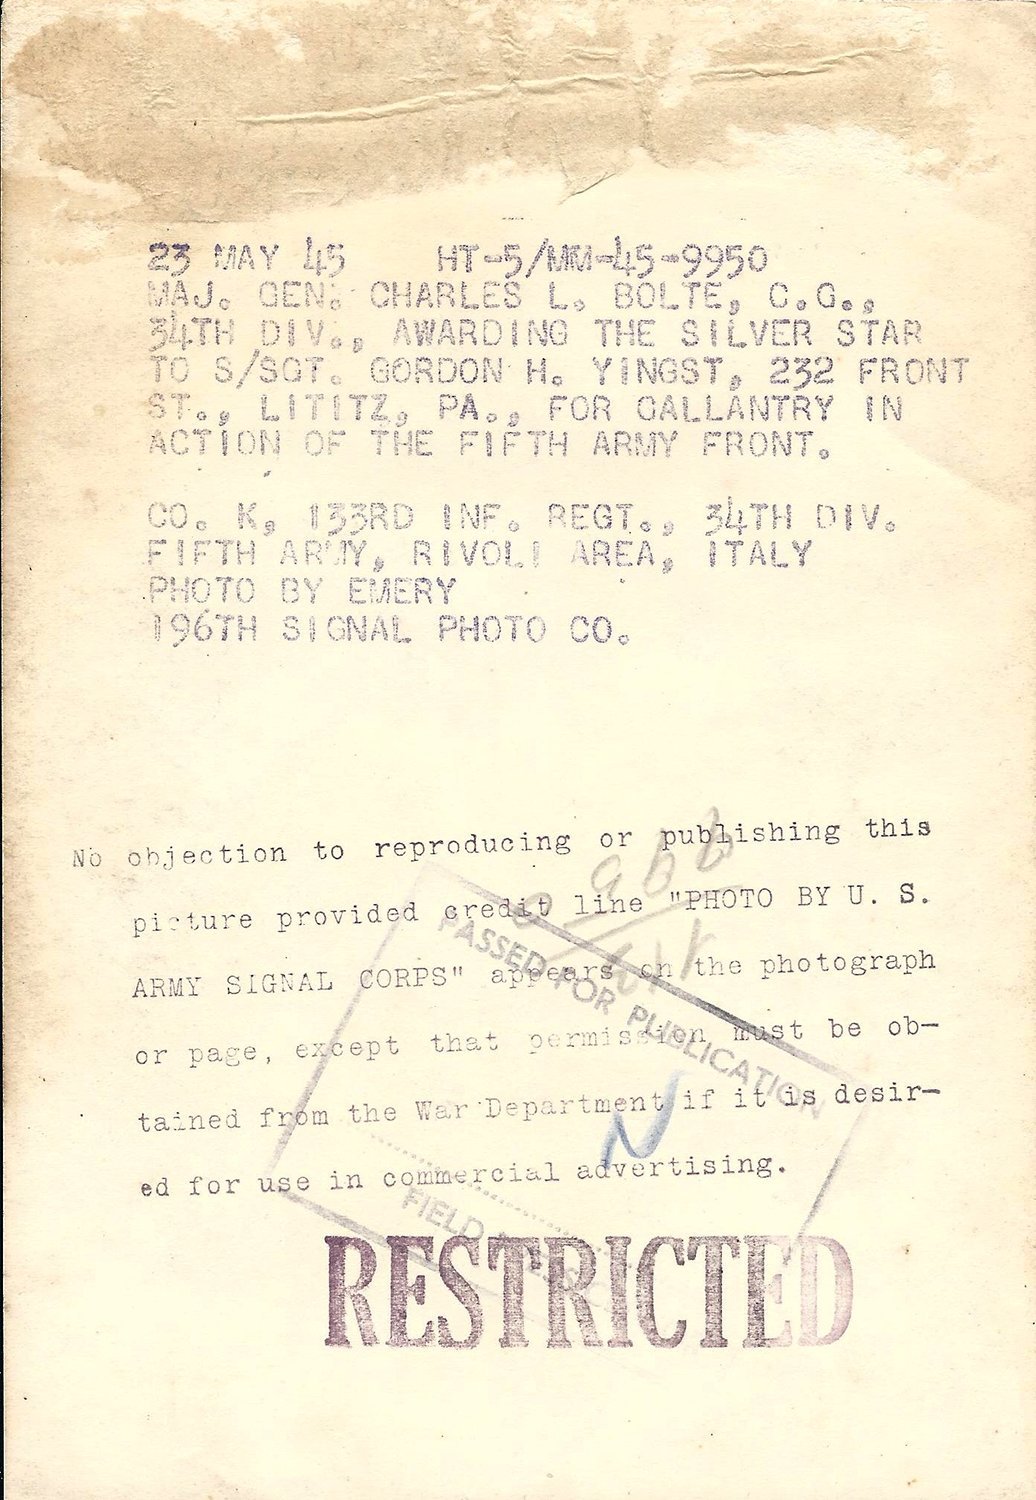 23 MAY 45 HT-5/MM-45-9950
MAJ. GEN. CHARLES L. BOLTE, C.G.,
34TH DIV., AWARDING THE SILVER STAR
TO S/SGT. GORDON H. YINGST, 232 FRONT
ST., LITITZ, PA., FOR GALLANTRY IN
ACTION OF THE FIFTH ARMY FRONT.
CO. K, 133RD INF. REGT., 34TH DIV.
FIFTH ARMY, RIVOLI AREA, ITALY
PHOTO BY EMERY
196TH SIGNAL PHOTO CO.
No objection to reproducing or publishing this
picture provided credit line "PHOTO BY U. S.
ARMY SIGNAL CORPS" appears on the photograph
or page, except that permission must be ob-
tained from the War Department if it is desir-
ed for use in commercial advertising.
PASSED FOR PUBLICATION
FIELD
RESTRICTED